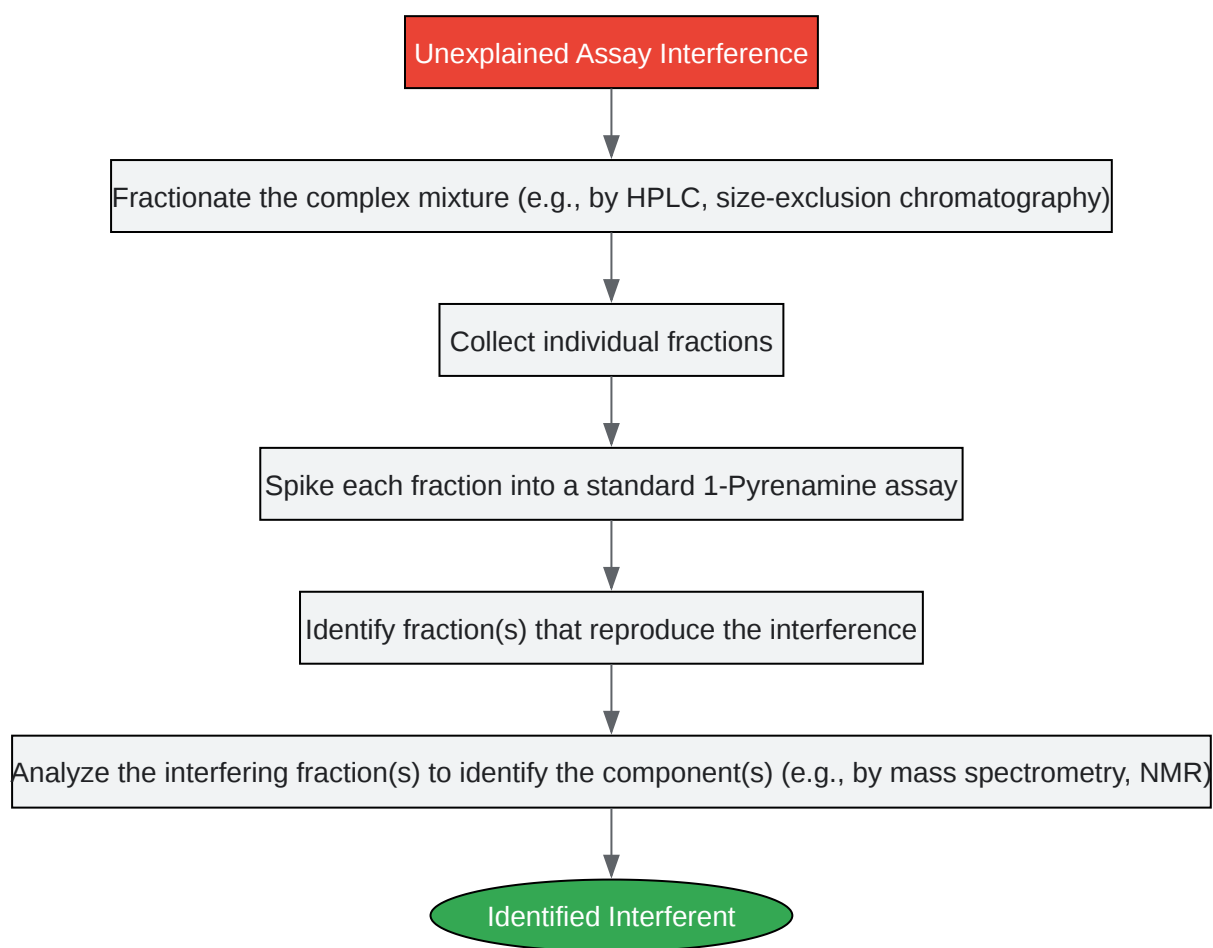 Unexplained Assay Interference
Fractionate the complex mixture (e.g., by HPLC, size-exclusion chromatography)
Collect individual fractions
Spike each fraction into a standard 1-Pyrenamine assay
Identify fraction(s) that reproduce the interference
Analyze the interfering fraction(s) to identify the component(s) (e.g., by mass spectrometry, NMR)
Identified Interferent